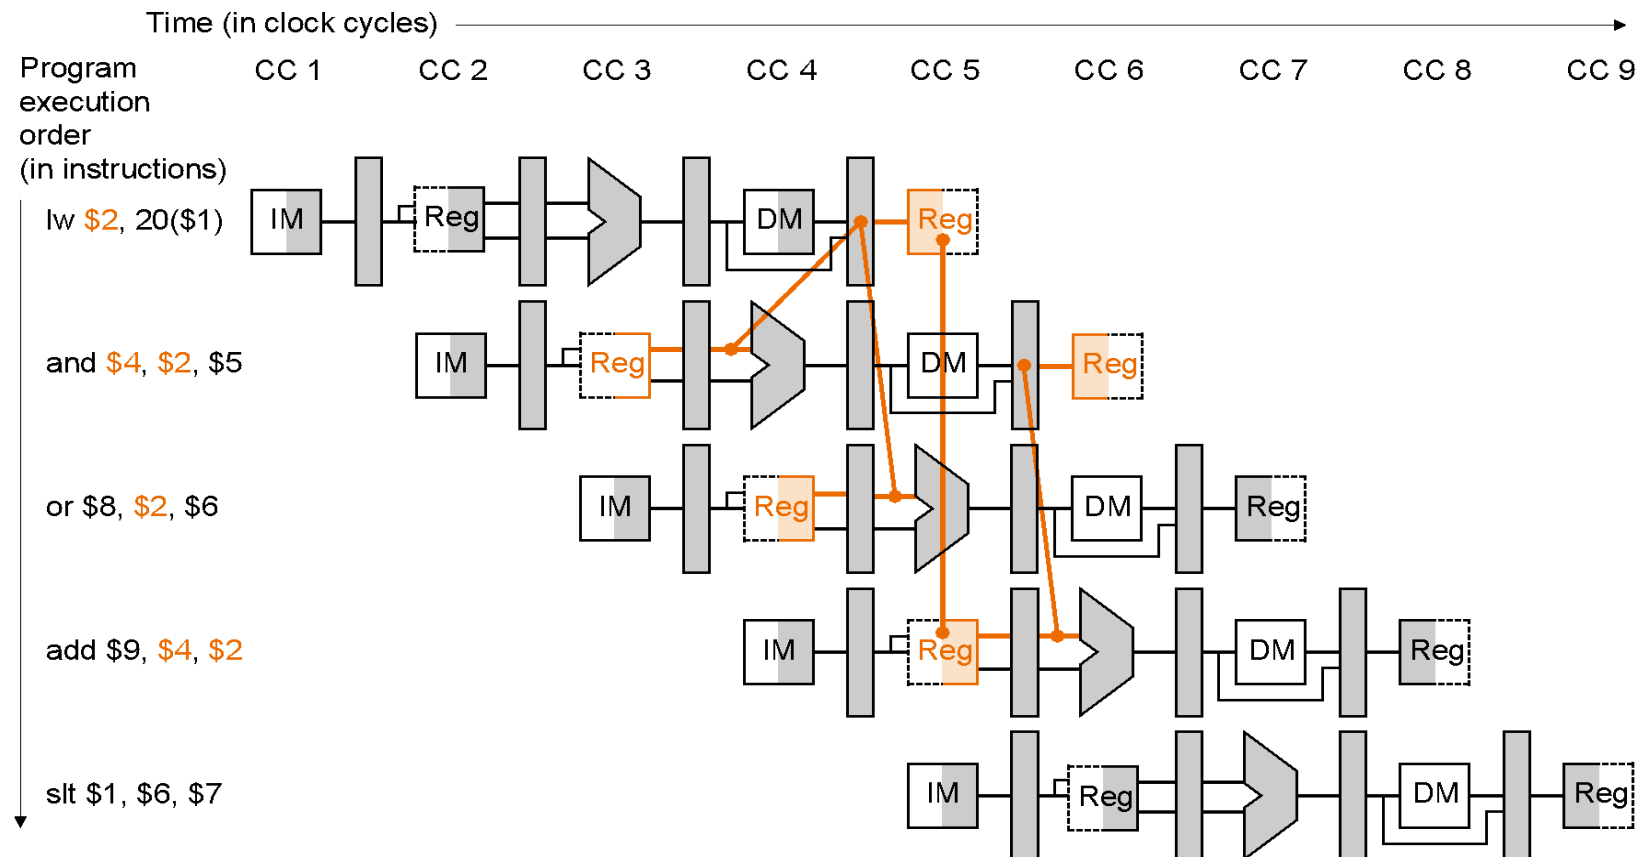 Time (in clock cycles)
Program
execution
order
(in instructions)
CC 1 CC 2 CC 3 CC 4 CC 5 CC 6 CC 7 CC 8 CC 9
lw $2, 20($1)
IM Reg DM Reg
and $4, $2, $5
IM Reg DM Reg
or $8, $2, $6
IM Reg DM Reg
add $9, $4, $2
IM Reg DM Reg
slt $1, $6, $7
IM Reg DM Reg